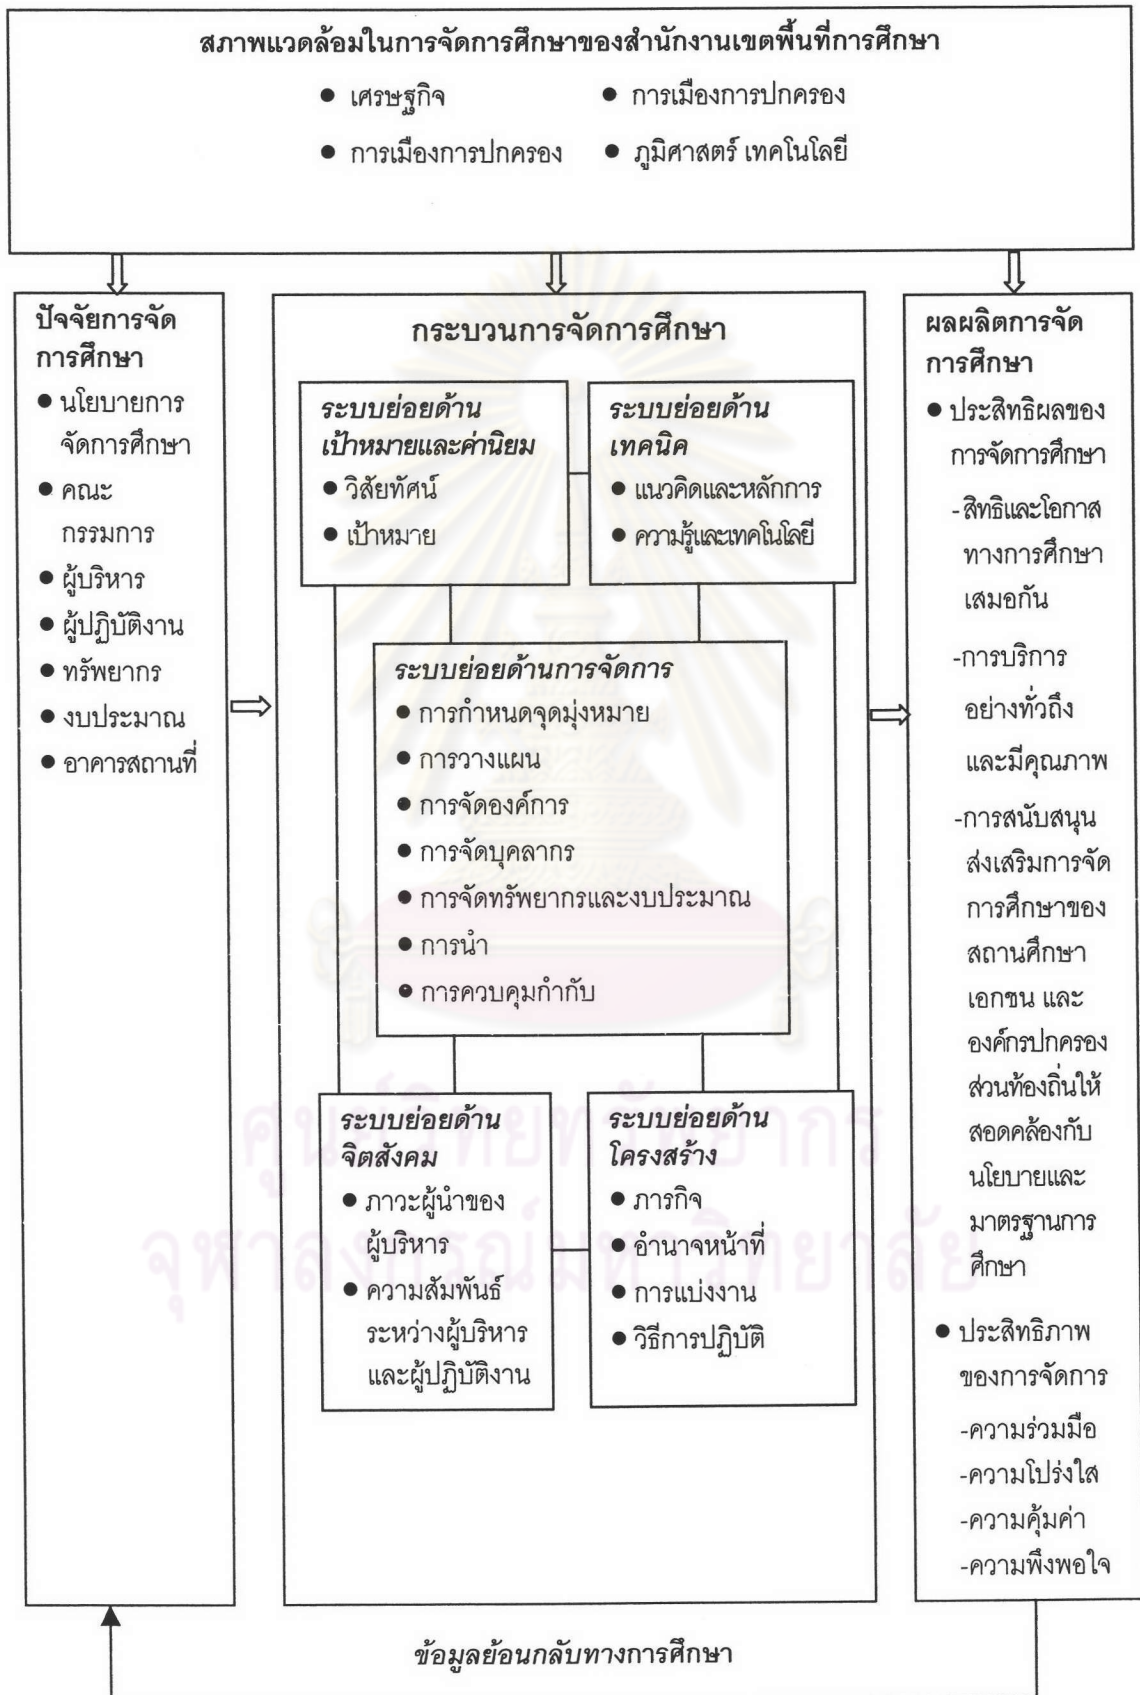 สภาพแวดล้อมในการจัดการศึกษาของสำนักงานเขตพื้นที่การศึกษา
● เศรษฐกิจ
● การเมืองการปกครอง
● การเมืองการปกครอง
● ภูมิศาสตร์ เทคโนโลยี
ปัจจัยการจัด
การศึกษา
● นโยบายการ
จัดการศึกษา
● คณะ
กรรมการ
● ผู้บริหาร
● ผู้ปฏิบัติงาน
● ทรัพยากร
● งบประมาณ
● อาคารสถานที่
กระบวนการจัดการศึกษา
ระบบย่อยด้าน
เป้าหมายและค่านิยม
● วิสัยทัศน์
● เป้าหมาย
ระบบย่อยด้าน
เทคนิค
● แนวคิดและหลักการ
● ความรู้และเทคโนโลยี
ระบบย่อยด้านการจัดการ
● การกำหนดจุดมุ่งหมาย
● การวางแผน
● การจัดองค์การ
● การจัดบุคลากร
● การจัดทรัพยากรและงบประมาณ
● การนำ
● การควบคุมกำกับ
ระบบย่อยด้าน
จิตสังคม
● ภาวะผู้นำของ
ผู้บริหาร
● ความสัมพันธ์
ระหว่างผู้บริหาร
และผู้ปฏิบัติงาน
ระบบย่อยด้าน
โครงสร้าง
● ภารกิจ
● อำนาจหน้าที่
● การแบ่งงาน
● วิธีการปฏิบัติ
ผลผลิตการจัด
การศึกษา
● ประสิทธิผลของ
การจัดการศึกษา
-สิทธิและโอกาส
ทางการศึกษา
เสมอกัน
-การบริการ
อย่างทั่วถึง
และมีคุณภาพ
-การสนับสนุน
ส่งเสริมการจัด
การศึกษาของ
สถานศึกษา
เอกชน และ
องค์กรปกครอง
ส่วนท้องถิ่นให้
สอดคล้องกับ
นโยบายและ
มาตรฐานการ
ศึกษา
● ประสิทธิภาพ
ของการจัดการ
-ความร่วมมือ
-ความโปร่งใส
-ความคุ้มค่า
-ความพึงพอใจ
ข้อมูลย้อนกลับทางการศึกษา
ศูนย์วิทยทรัพยากร
จุฬาลงกรณ์มหาวิทยาลัย